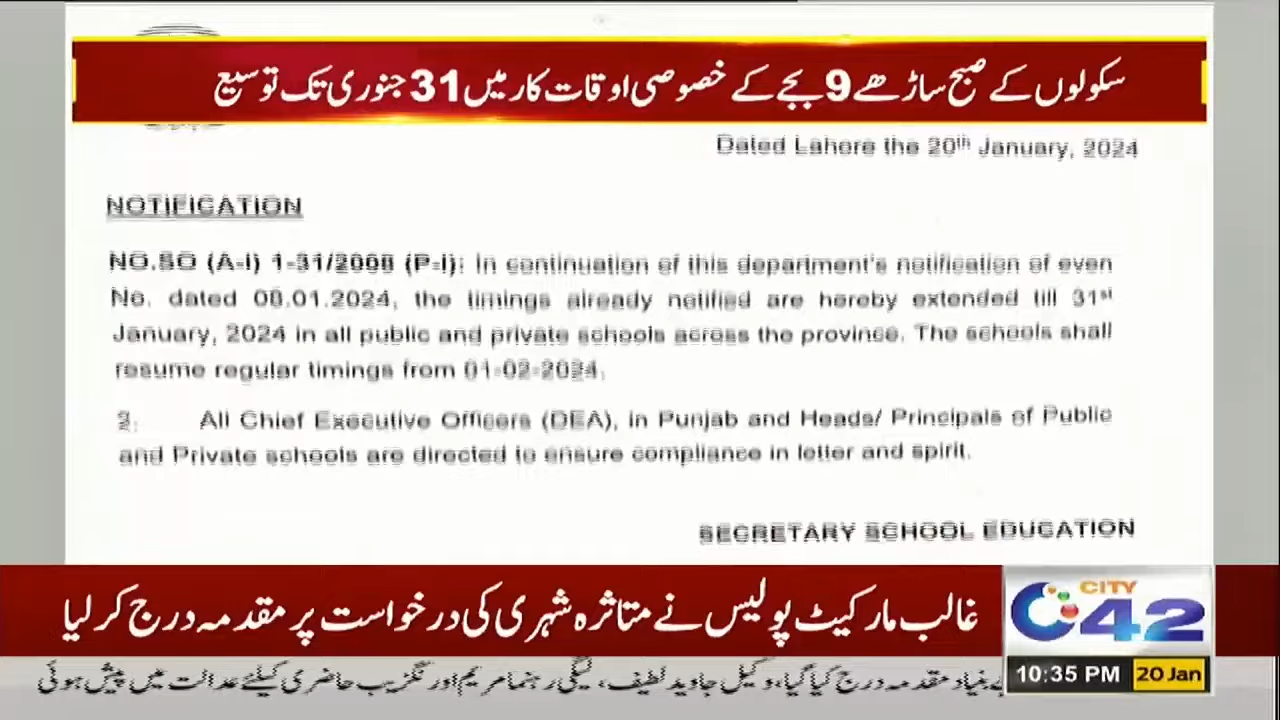 سکولوں کے صبح ساڑھے 9 بجے کے خصوصی اوقات کار میں 31 جنوری تک توسیع
Dated Lahore the 20th January, 2024
NOTIFICATION
NO.SO (A-I) 1-31/2008 (P-I): In continuation of this department's notification of even
No. dated 08.01.2024, the timings already notified are hereby extended till 31st
January, 2024 in all public and private schools across the province. The schools shall
resume regular timings from 01-02-2024.
2. All Chief Executive Officers (DEA), in Punjab and Heads/ Principals of Public
and Private schools are directed to ensure compliance in letter and spirit.
SECRETARY SCHOOL EDUCATION
غالب مارکیٹ پولیس نے متاثرہ شہری کی درخواست پر مقدمہ درج کر لیا
CITY
42
10:35 PM 20 Jan
بنیاد مقدمہ درج کیا گیا، وکیل جاوید لطیف، لیگی رہنما مریم اورنگزیب حاضری کیلئے عدالت میں پیش ہوئی